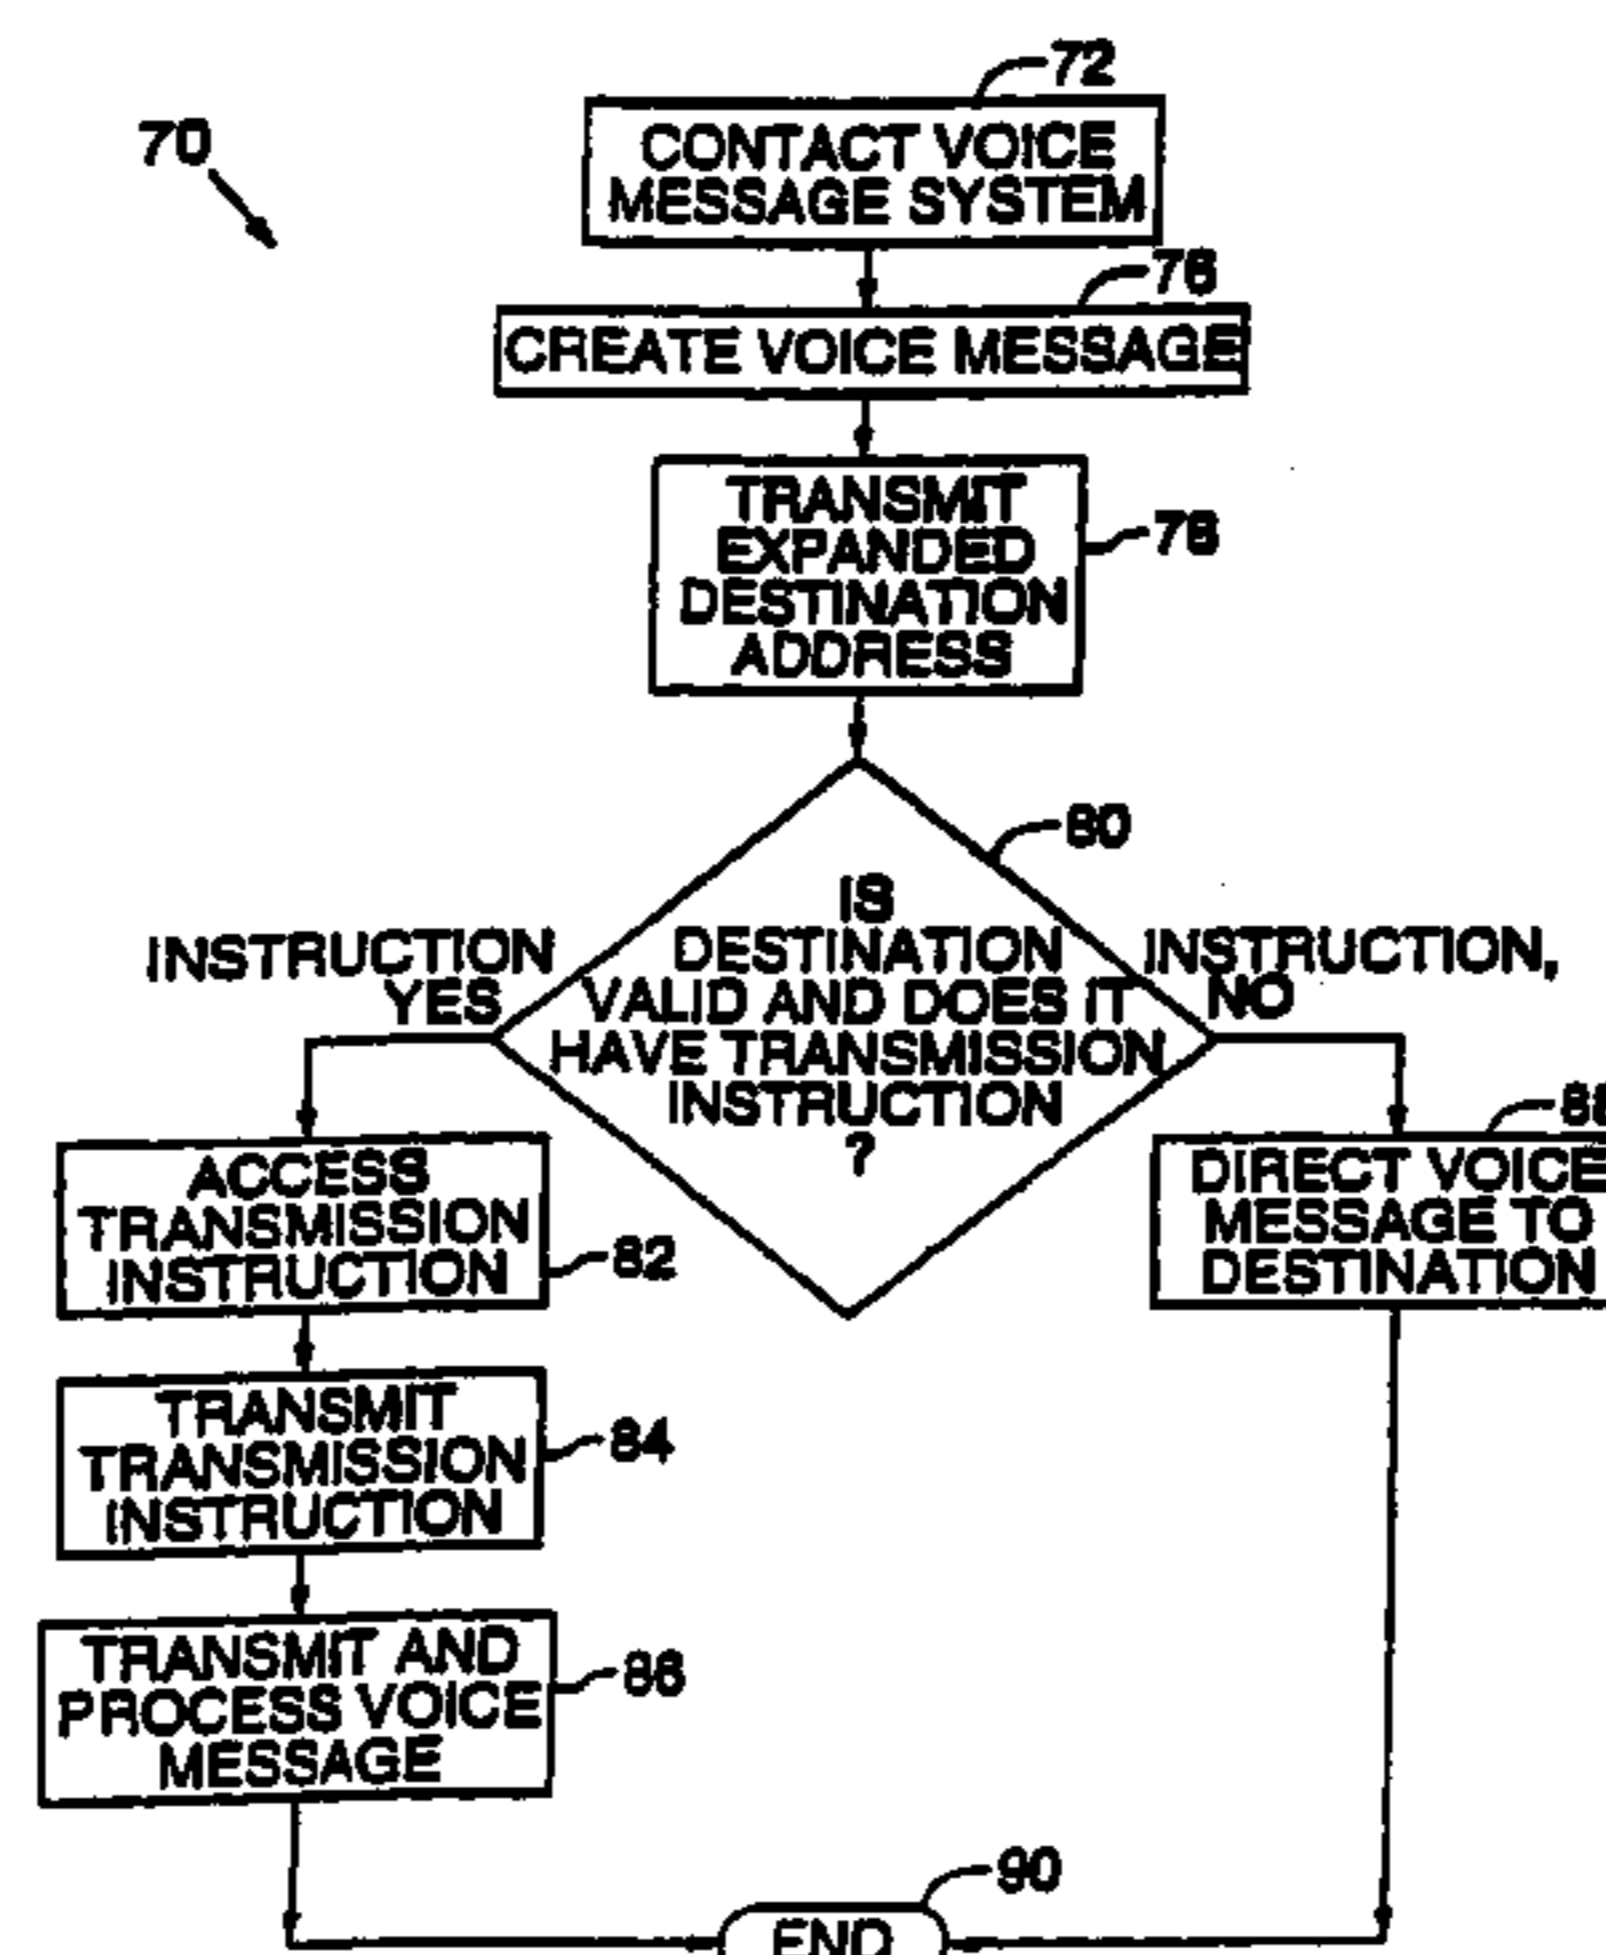 72
70
CONTACT VOICE
MESSAGE SYSTEM
76
CREATE VOICE MESSAGE
TRANSMIT
EXPANDED
DESTINATION
ADDRESS
80
IS
DESTINATION
VALID AND DOES IT
HAVE TRANSMISSION
INSTRUCTION
?
INSTRUCTION
YES
INSTRUCTION,
NO
ACCESS
TRANSMISSION
INSTRUCTION
82
DIRECT VOICE
MESSAGE TO
DESTINATION
TRANSMIT
TRANSMISSION
INSTRUCTION
84
TRANSMIT AND
PROCESS VOICE
MESSAGE
86
90
END